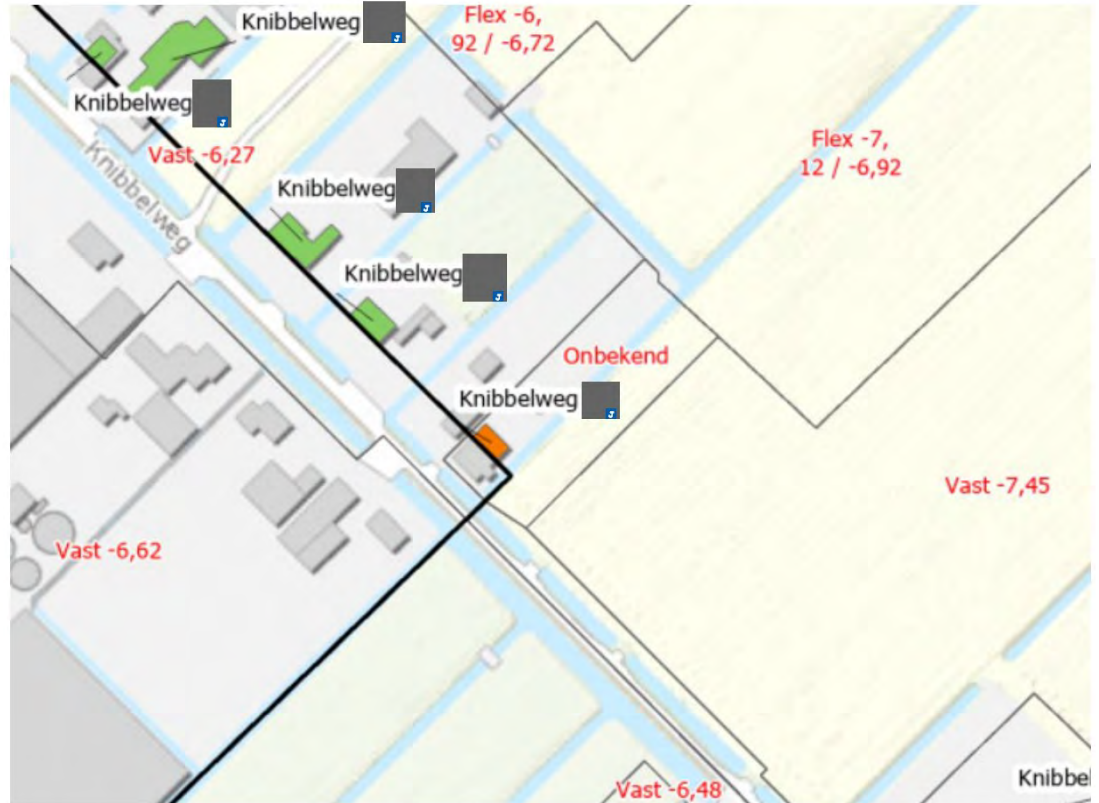 Knibbelweg
Flex -6,
92 / -6,72
Knibbelweg
Vast -6,27
Knibbelweg
Flex -7,
12 / -6,92
Knibbelweg
Knibbelweg
Onbekend
Knibbelweg
Vast -7,45
Vast -6,62
Vast -6,48
Knibbel
J
J
J
J
J